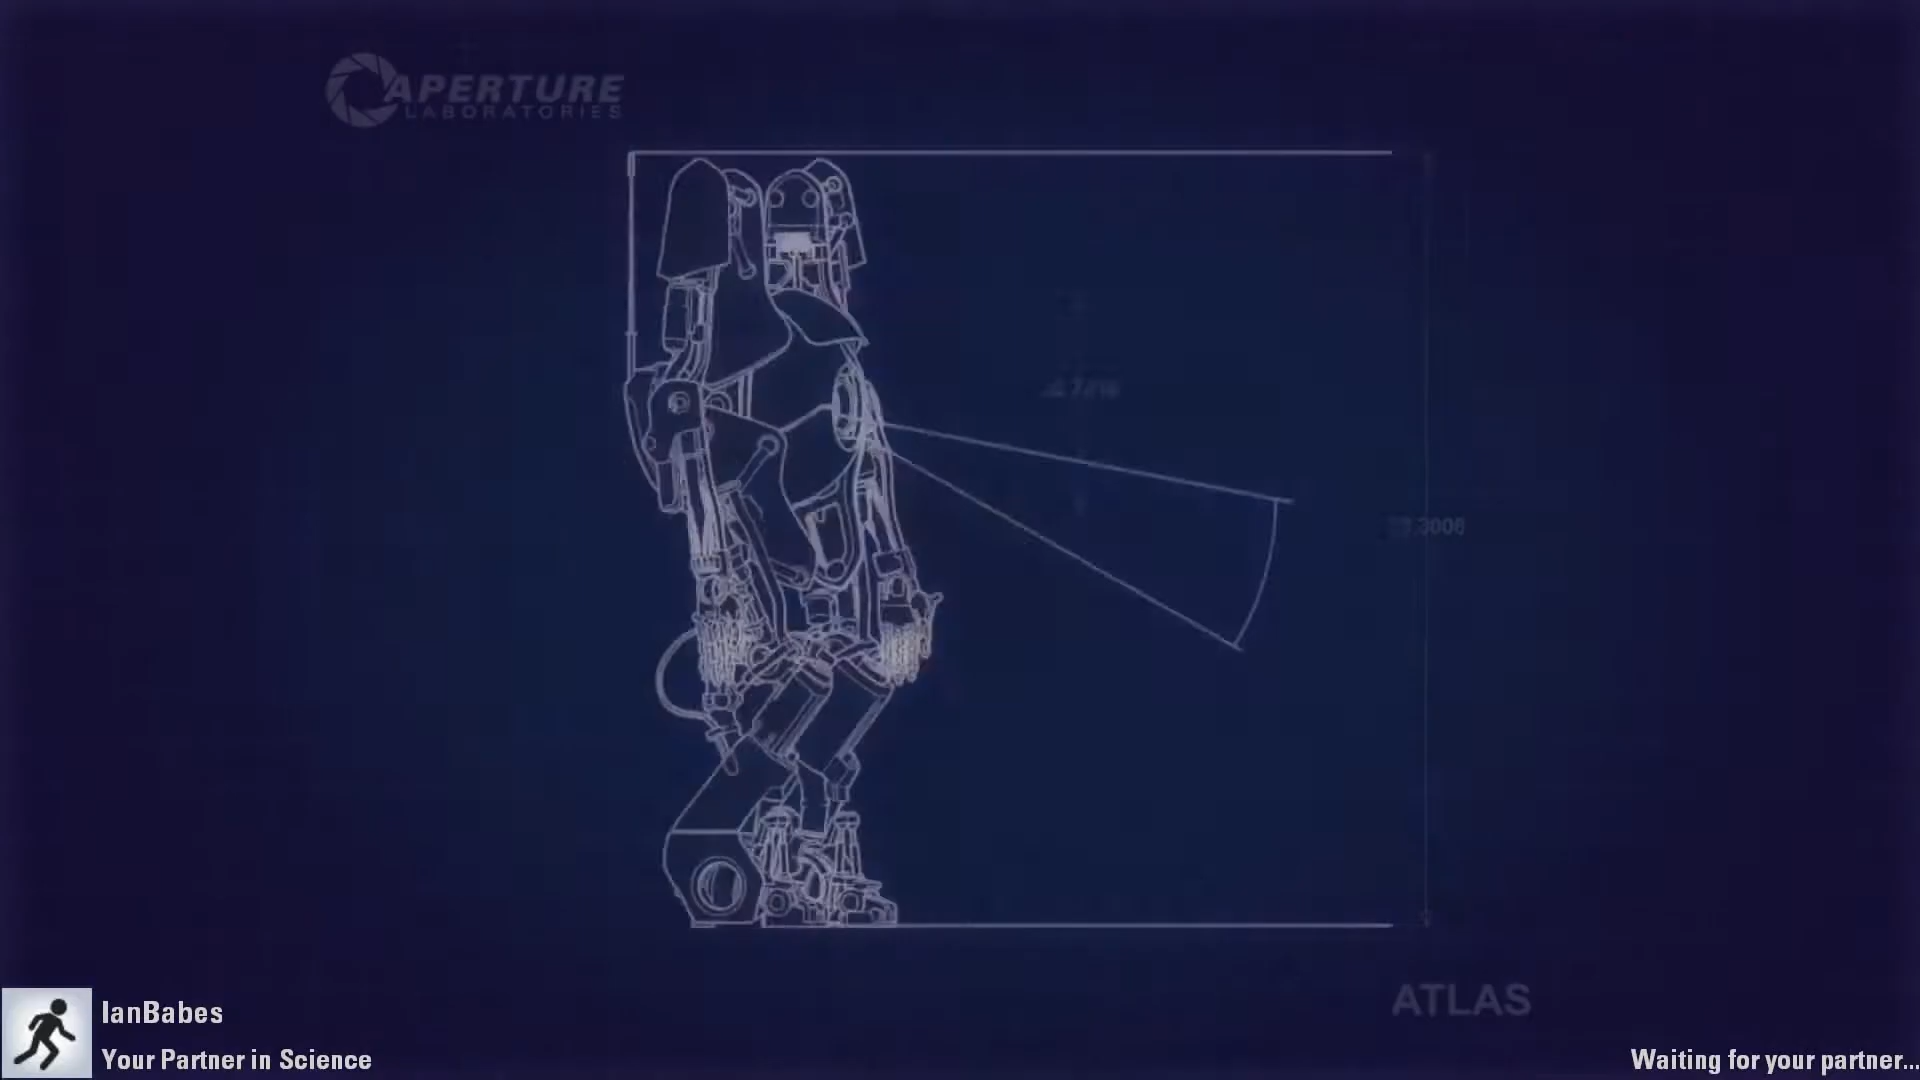 APERTURE
LABORATORIES
ATLAS
IanBabes
Your Partner in Science
Waiting for your partner...